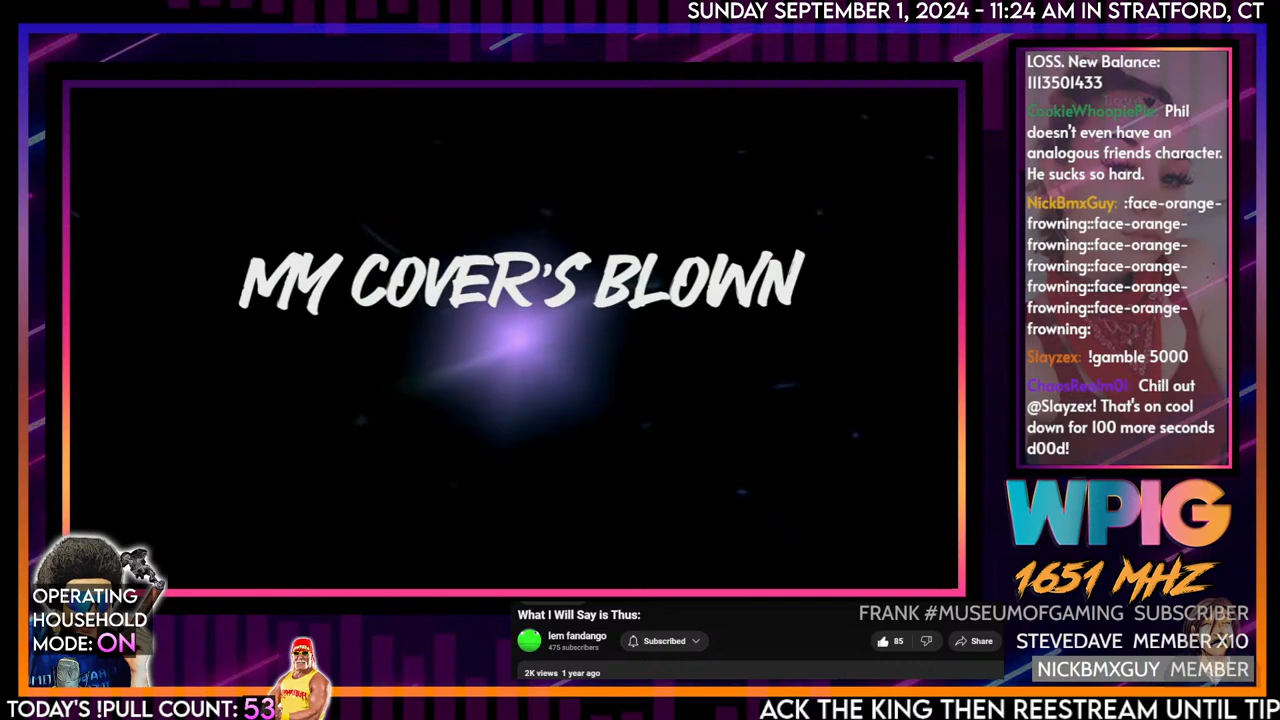 SUNDAY SEPTEMBER 1, 2024 - 11:24 AM IN STRATFORD, CT
MY COVER'S BLOWN
LOSS. New Balance:
1113501433
CookieWhoopiePie: Phil
doesn't even have an
analogous friends character.
He sucks so hard.
NickBmxGuy: :face-orange-
frowning::face-orange-
frowning::face-orange-
frowning::face-orange-
frowning::face-orange-
frowning::face-orange-
frowning:
Slayzex: !gamble 5000
ChaosRealm01: Chill out
@Slayzex! That's on cool
down for 100 more seconds
d00d!
WPIG
1651 MHZ
OPERATING
HOUSEHOLD
MODE: ON
What I Will Say is Thus:
lem fandango
475 subscribers
Subscribed
85
Share
2K views 1 year ago
FRANK #MUSEUMOFGAMING SUBSCRIBER
STEVEDAVE MEMBER X10
NICKBMXGUY MEMBER
TODAY'S !PULL COUNT: 53
ACK THE KING THEN REESTREAM UNTIL TIP